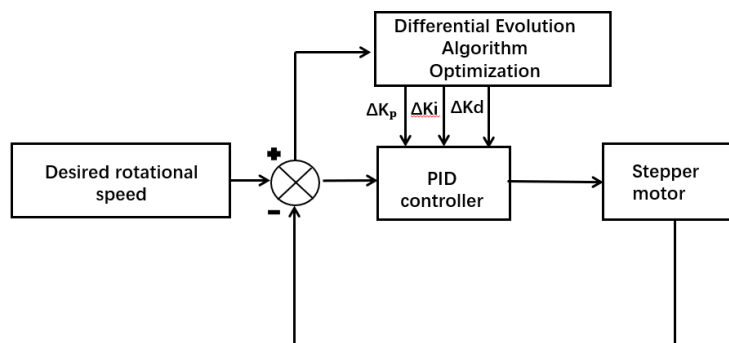 Differential Evolution
Algorithm
Optimization
ΔKₚ ΔKi ΔKd
+
Desired rotational
speed
PID
controller
Stepper
motor
-